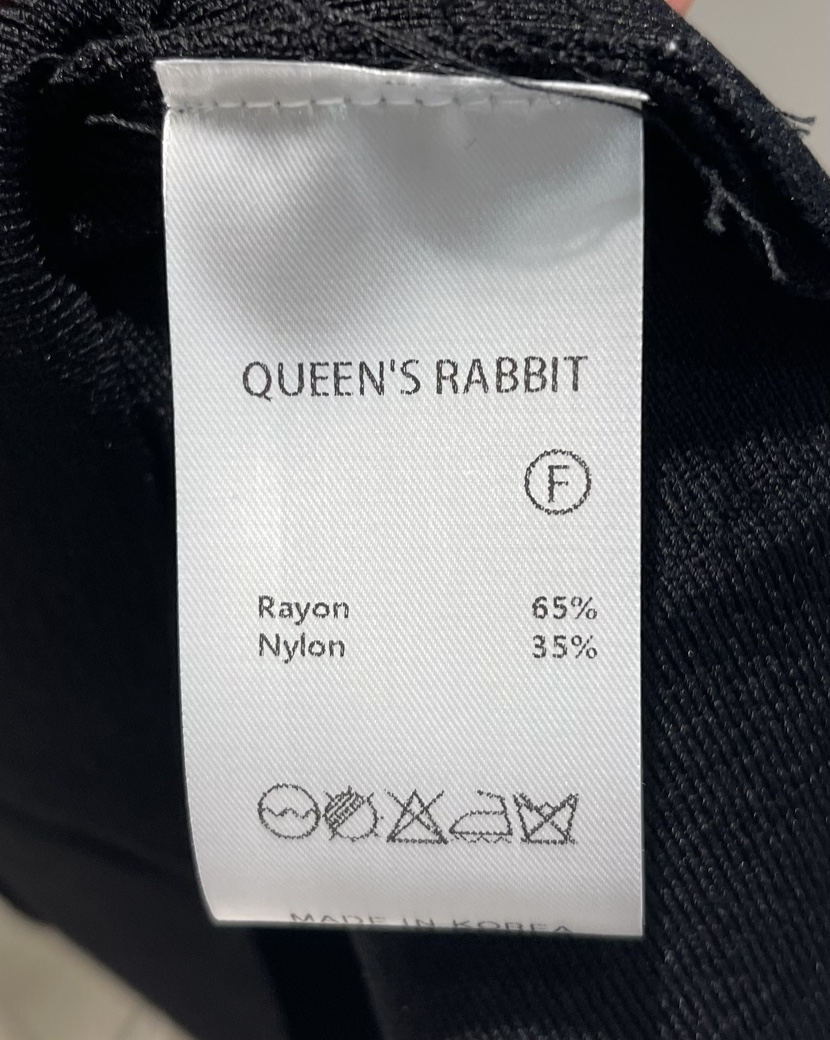 QUEEN'S RABBIT
F
Rayon 65%
Nylon 35%
MADE IN KOREA